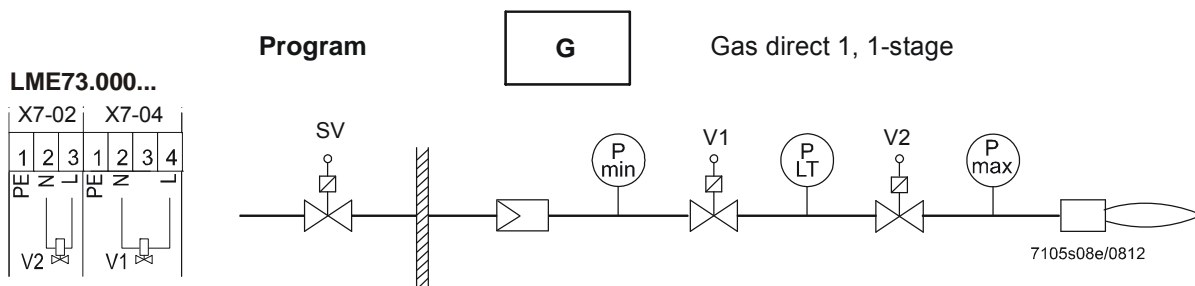 Program G Gas direct 1, 1-stage
LME73.000...
X7-02 X7-04
1 2 3 1 2 3 4
PE N L PE N L
V2 V1
SV V1 V2
P min P LT P max
7105s08e/0812